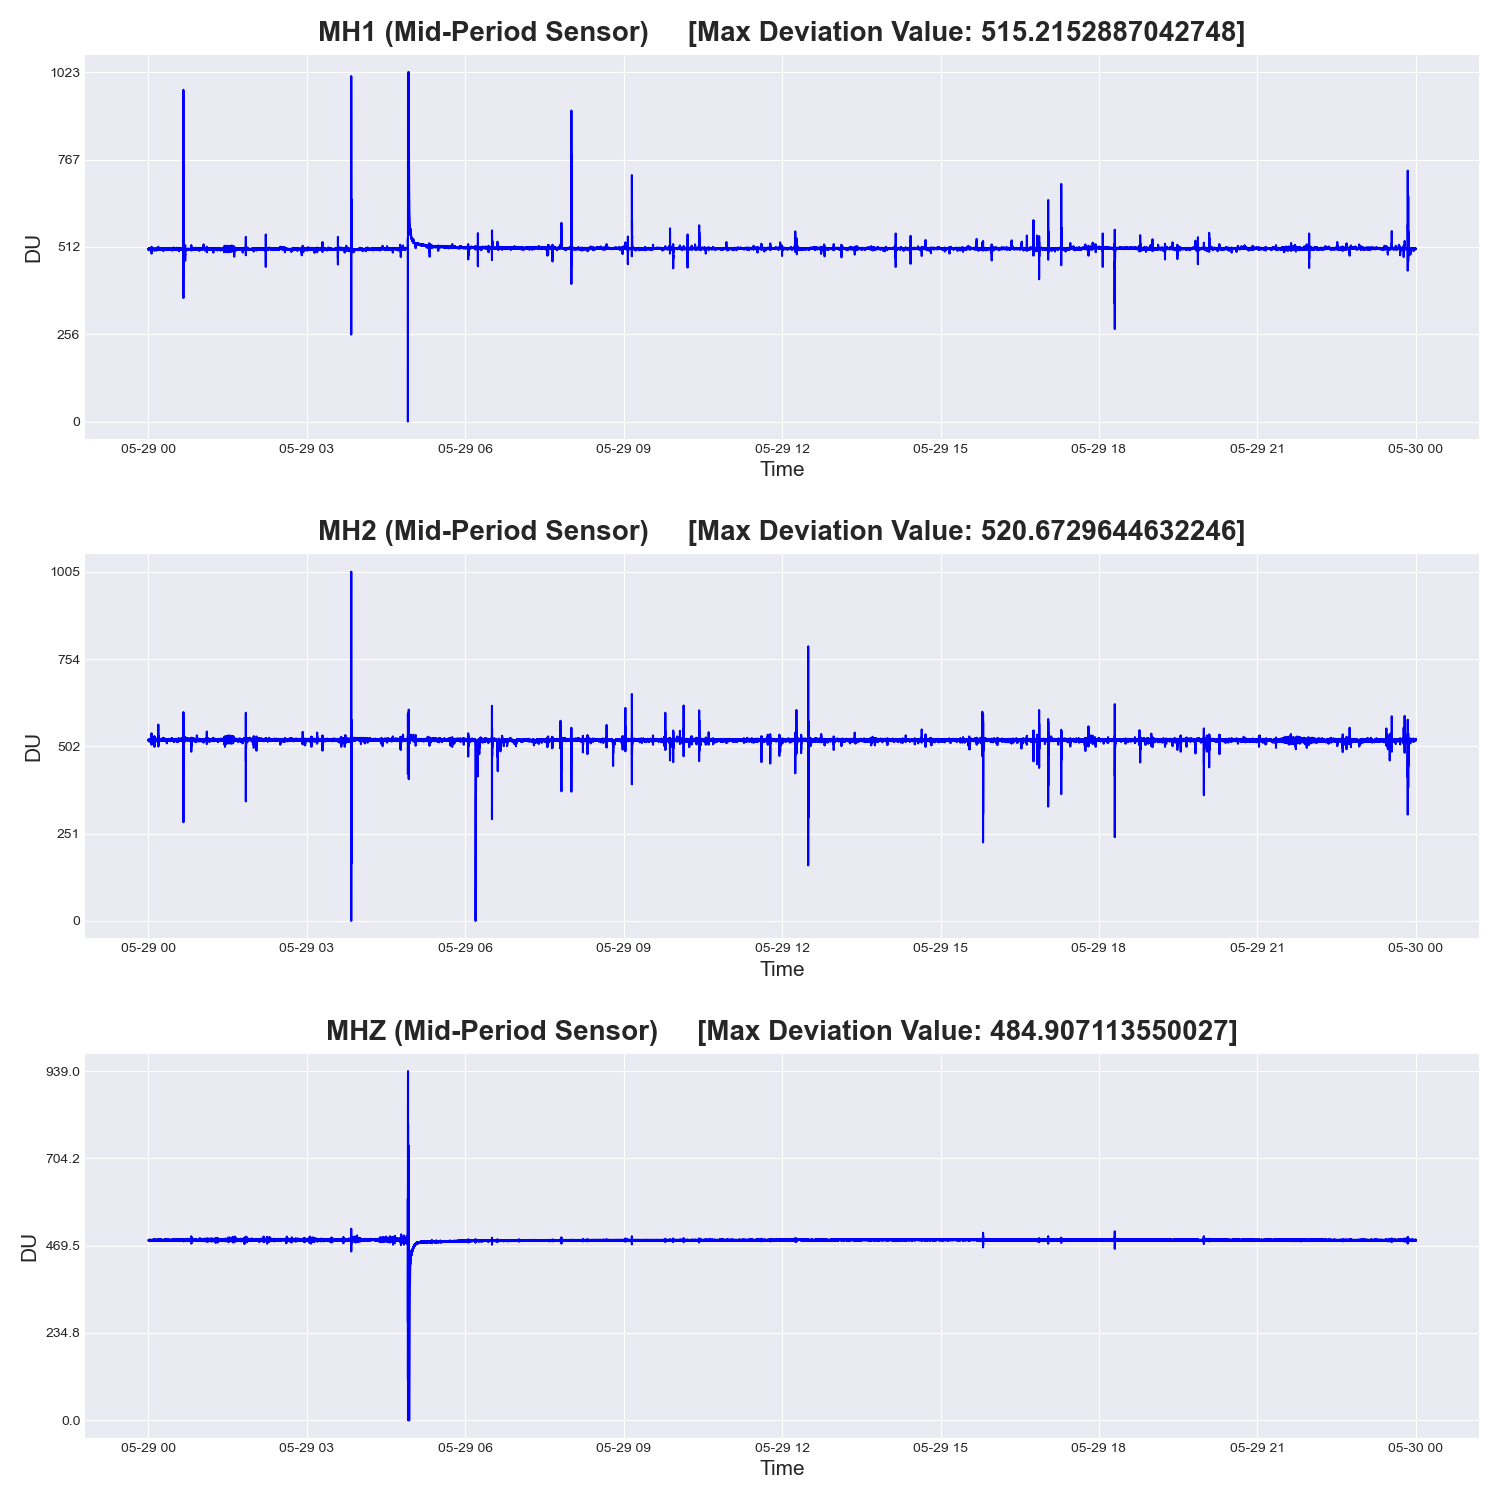 MH1 (Mid-Period Sensor) [Max Deviation Value: 515.2152887042748]
1023
767
512
256
0
DU
05-29 00 05-29 03 05-29 06 05-29 09 05-29 12 05-29 15 05-29 18 05-29 21 05-30 00
Time
MH2 (Mid-Period Sensor) [Max Deviation Value: 520.6729644632246]
1005
754
502
251
0
DU
05-29 00 05-29 03 05-29 06 05-29 09 05-29 12 05-29 15 05-29 18 05-29 21 05-30 00
Time
MHZ (Mid-Period Sensor) [Max Deviation Value: 484.907113550027]
939.0
704.2
469.5
234.8
0.0
DU
05-29 00 05-29 03 05-29 06 05-29 09 05-29 12 05-29 15 05-29 18 05-29 21 05-30 00
Time